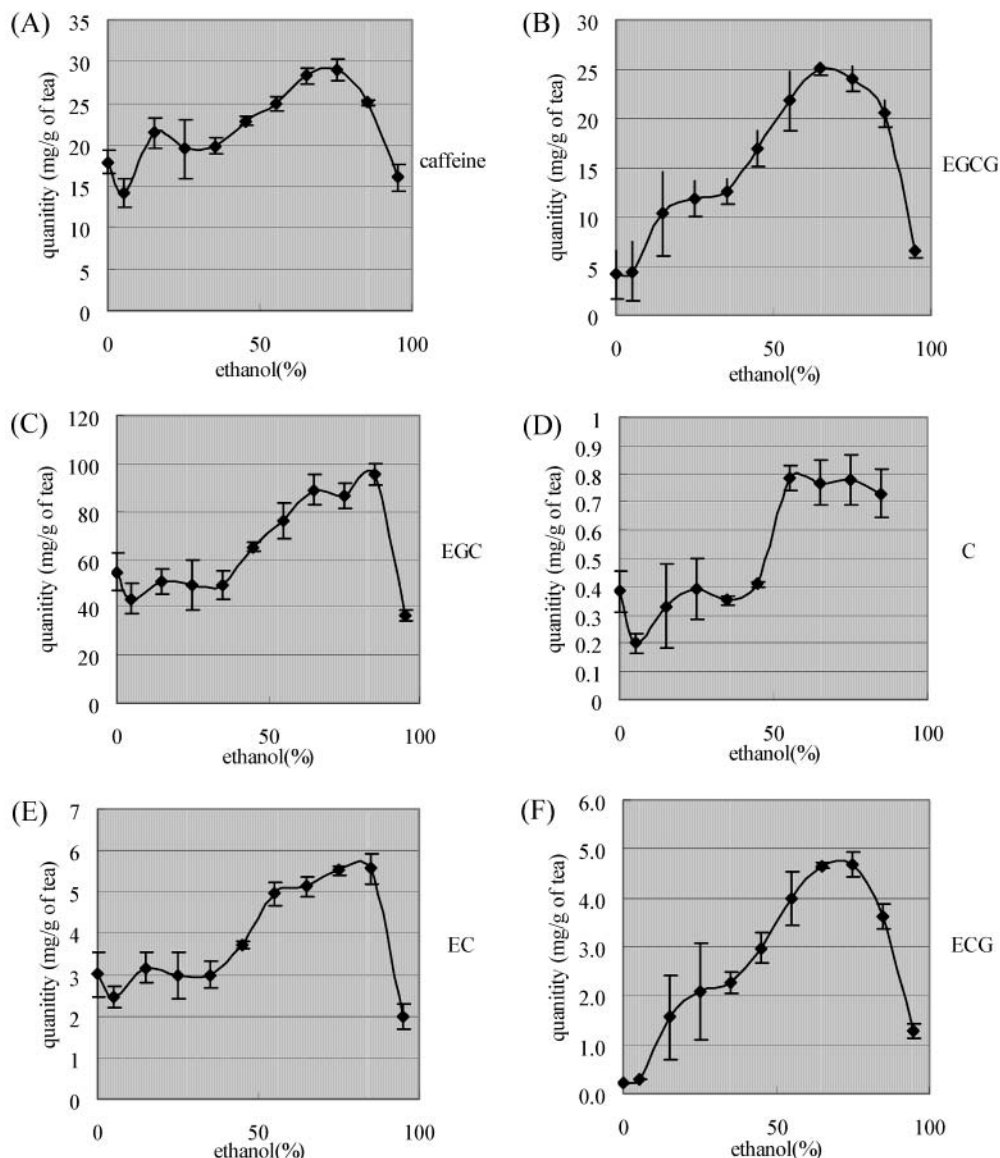 (A)
quanitity (mg/g of tea)
35
30
25
20
15
10
5
0
0 50 100
ethanol(%)
caffeine
(B)
quanitity (mg/g of tea)
30
25
20
15
10
5
0
0 50 100
ethanol(%)
EGCG
(C)
quanitity (mg/g of tea)
120
100
80
60
40
20
0
0 50 100
ethanol(%)
EGC
(D)
quanitity (mg/g of tea)
1
0.9
0.8
0.7
0.6
0.5
0.4
0.3
0.2
0.1
0
0 50 100
ethanol(%)
C
(E)
quanitity (mg/g of tea)
7
6
5
4
3
2
1
0
0 50 100
ethanol(%)
EC
(F)
quanitity (mg/g of tea)
6.0
5.0
4.0
3.0
2.0
1.0
0.0
0 50 100
ethanol(%)
ECG